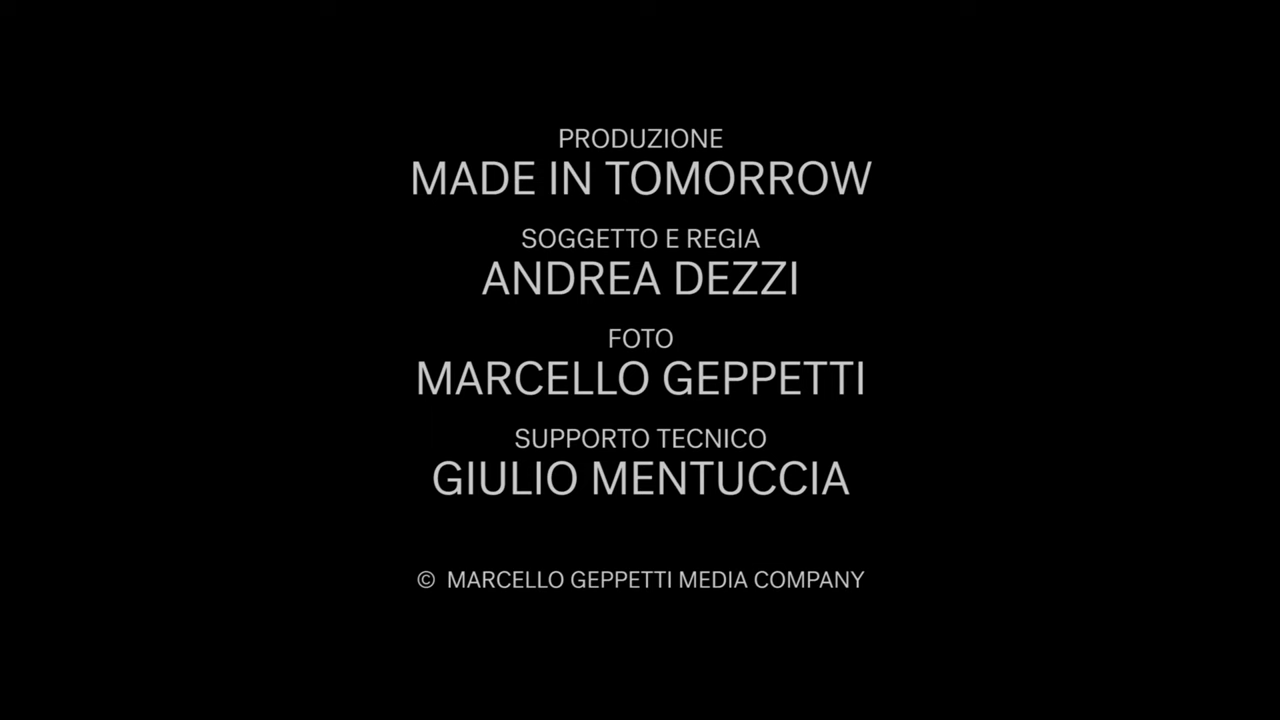 PRODUZIONE
MADE IN TOMORROW
SOGGETTO E REGIA
ANDREA DEZZI
FOTO
MARCELLO GEPPETTI
SUPPORTO TECNICO
GIULIO MENTUCCIA
© MARCELLO GEPPETTI MEDIA COMPANY